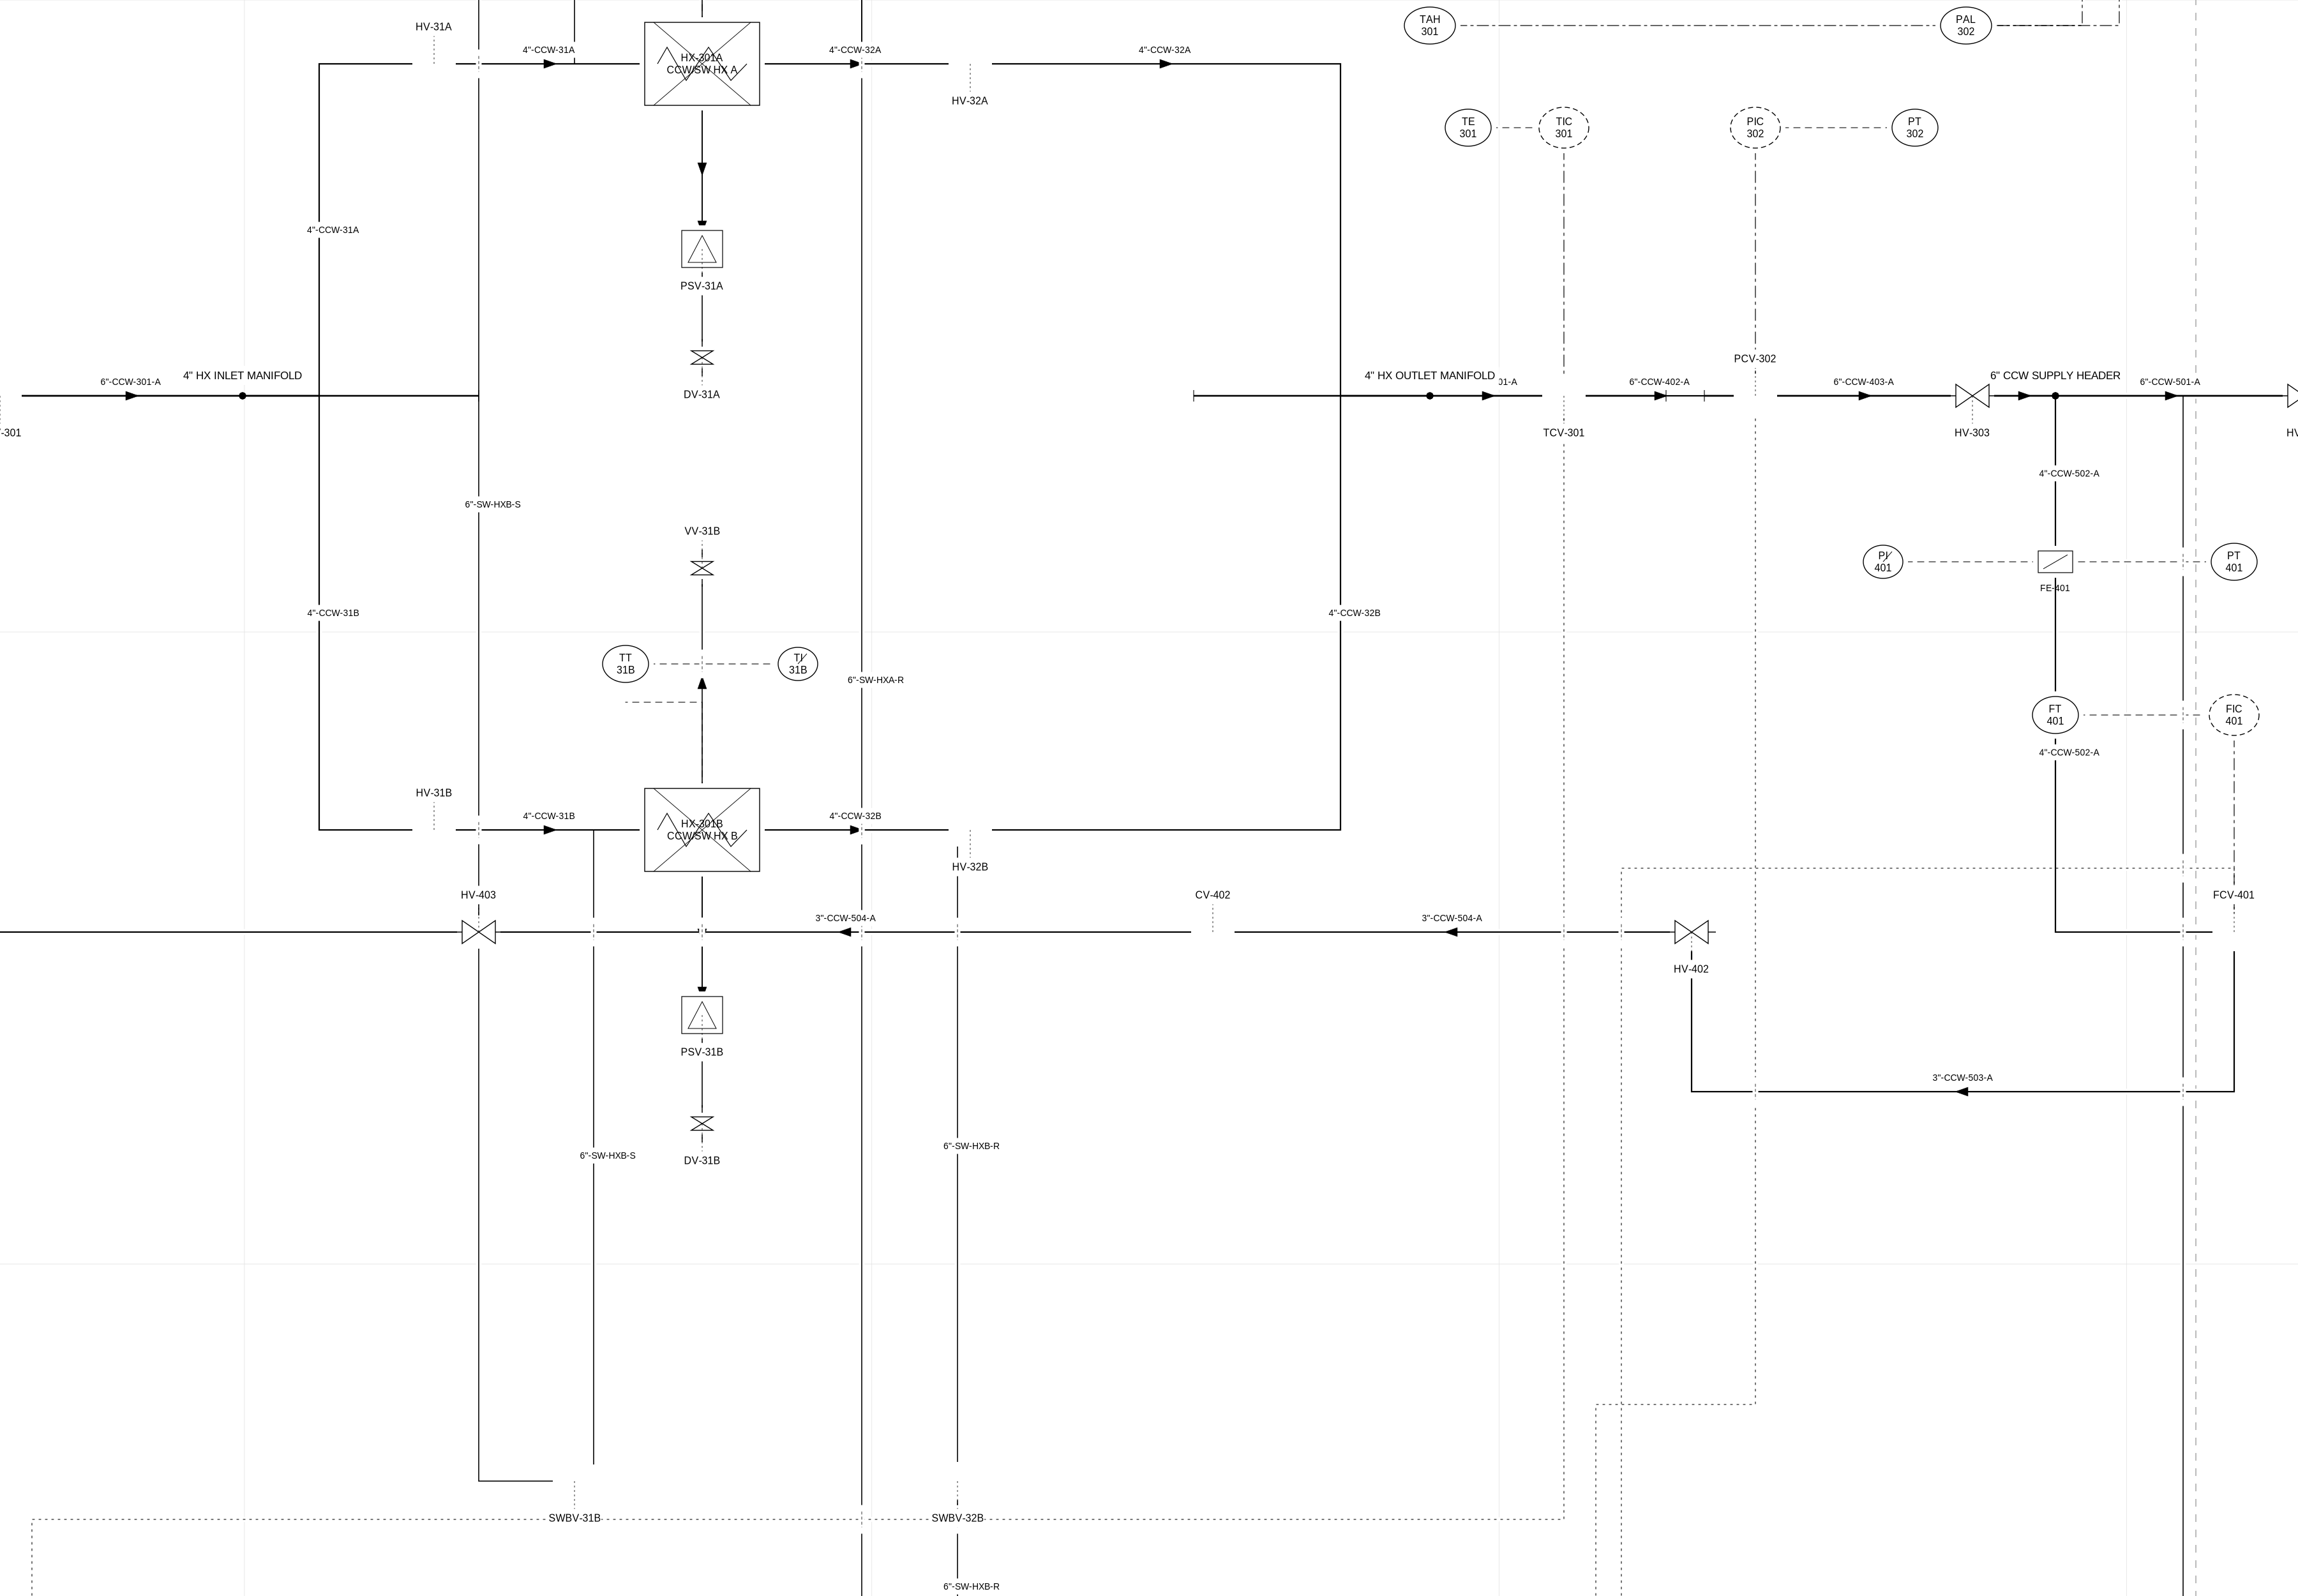 HV-31A
4"-CCW-31A
HX-301A
CCW/SW HX A
4"-CCW-32A
HV-32A
4"-CCW-32A
TAH
301
PAL
302
TE
301
TIC
301
PIC
302
PT
302
4"-CCW-31A
PSV-31A
DV-31A
6"-CCW-301-A
4" HX INLET MANIFOLD
-301
4" HX OUTLET MANIFOLD
01-A
TCV-301
6"-CCW-402-A
PCV-302
6"-CCW-403-A
HV-303
6" CCW SUPPLY HEADER
6"-CCW-501-A
HV
4"-CCW-502-A
6"-SW-HXB-S
VV-31B
PI
401
FE-401
PT
401
4"-CCW-31B
4"-CCW-32B
TT
31B
TI
31B
6"-SW-HXA-R
FT
401
FIC
401
4"-CCW-502-A
HV-31B
4"-CCW-31B
HX-301B
CCW/SW HX B
4"-CCW-32B
HV-32B
HV-403
3"-CCW-504-A
CV-402
3"-CCW-504-A
HV-402
FCV-401
PSV-31B
3"-CCW-503-A
DV-31B
6"-SW-HXB-S
6"-SW-HXB-R
SWBV-31B
SWBV-32B
6"-SW-HXB-R